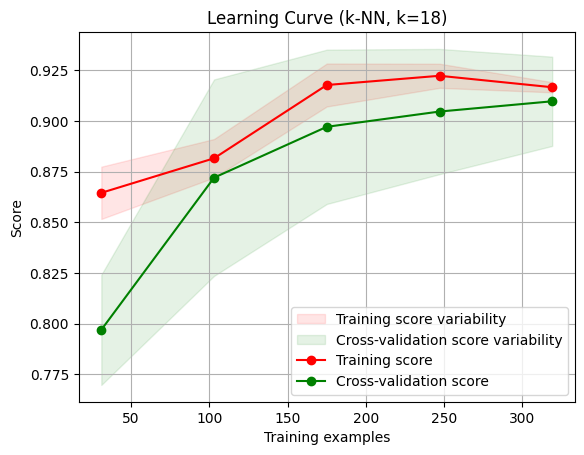 Learning Curve (k-NN, k=18)
Score
0.925
0.900
0.875
0.850
0.825
0.800
0.775
Training score variability
Cross-validation score variability
Training score
Cross-validation score
50
100
150
200
250
300
Training examples